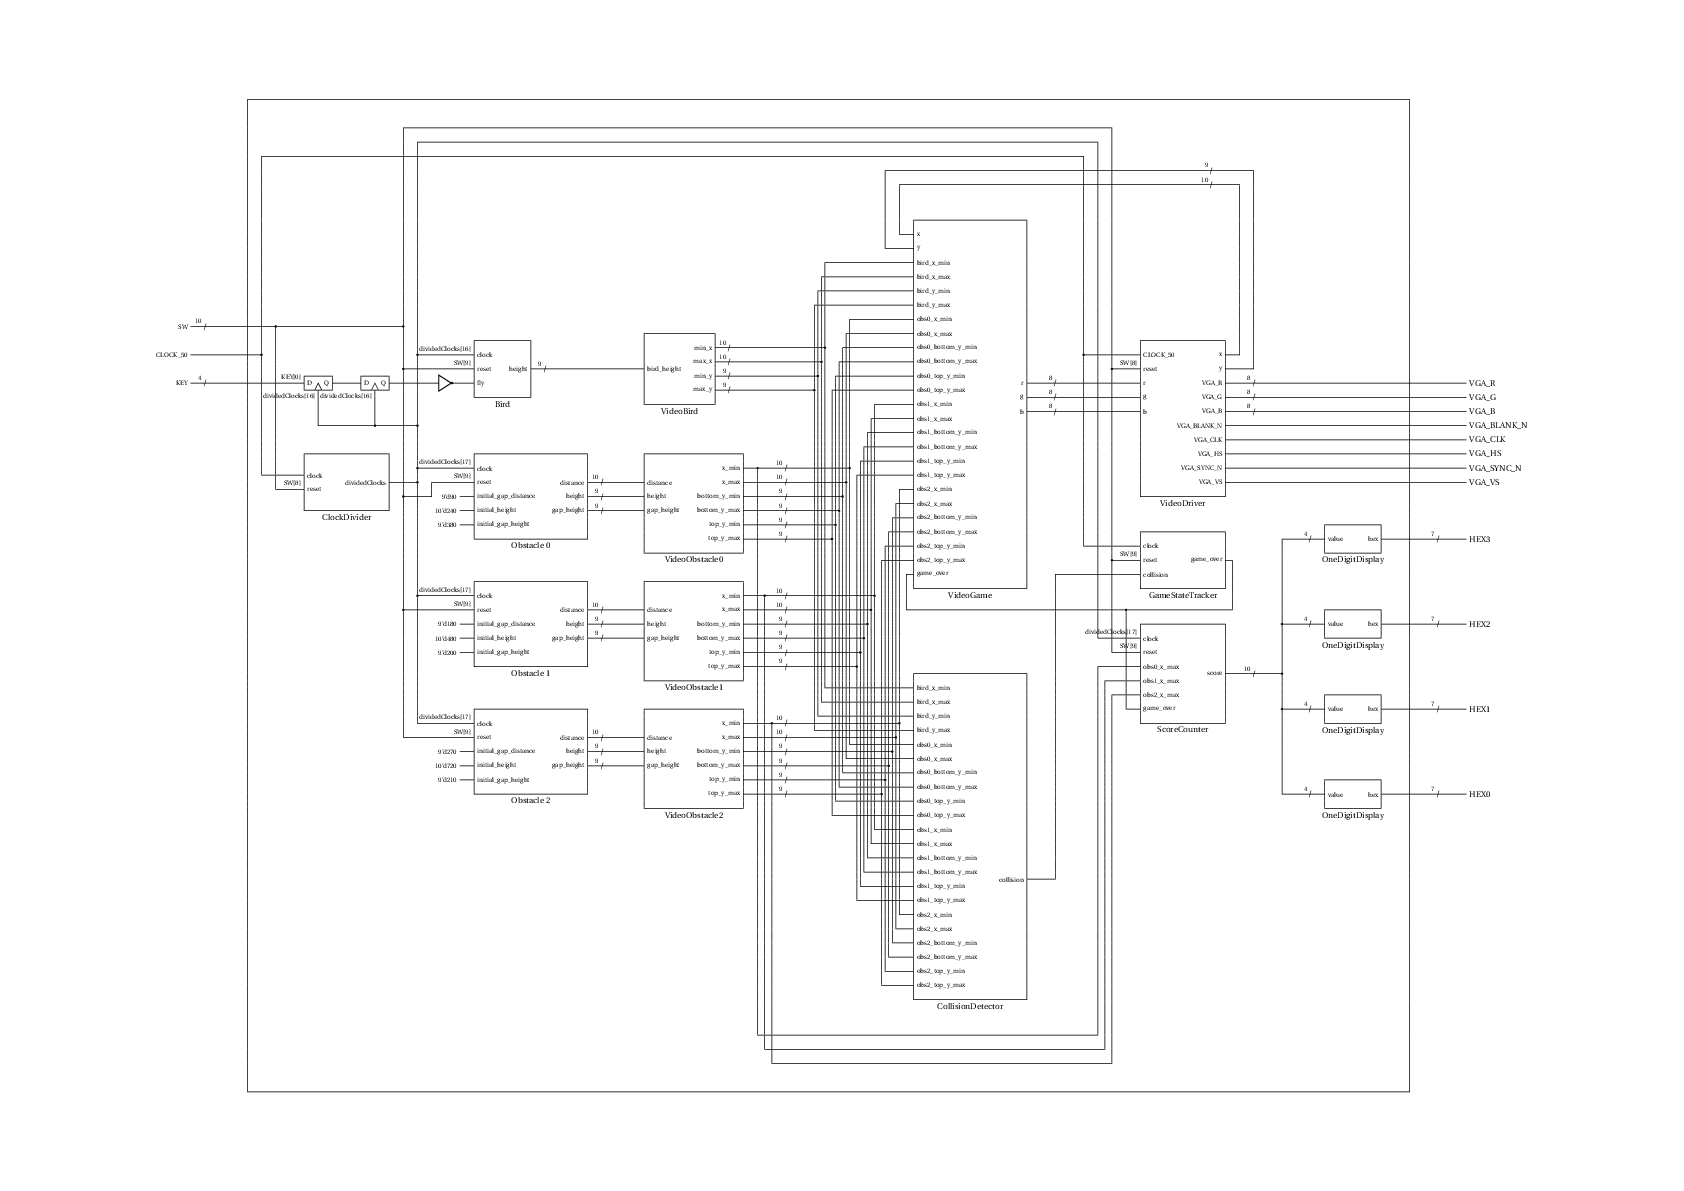 SW
10
CLOCK_50
KEY
4
KEY[0]
D
Q
dividedClocks[16]
D
Q
dividedClocks[16]
clock
SW[8]
reset
dividedClocks
ClockDivider
dividedClocks[16]
clock
SW[9]
reset
fly
height
9
Bird
bird_height
min_x
10
max_x
10
min_y
9
max_y
9
VideoBird
dividedClocks[17]
clock
SW[9]
reset
9'd90
initial_gap_distance
10'd240
initial_height
9'd380
initial_gap_height
distance
10
height
9
gap_height
9
Obstacle 0
distance
height
gap_height
x_min
10
x_max
10
bottom_y_min
9
bottom_y_max
9
top_y_min
9
top_y_max
9
VideoObstacle0
dividedClocks[17]
clock
SW[9]
reset
9'd180
initial_gap_distance
10'd480
initial_height
9'd200
initial_gap_height
distance
10
height
9
gap_height
9
Obstacle 1
distance
height
gap_height
x_min
10
x_max
10
bottom_y_min
9
bottom_y_max
9
top_y_min
9
top_y_max
9
VideoObstacle1
dividedClocks[17]
clock
SW[9]
reset
9'd270
initial_gap_distance
10'd720
initial_height
9'd210
initial_gap_height
distance
10
height
9
gap_height
9
Obstacle 2
distance
height
gap_height
x_min
10
x_max
10
bottom_y_min
9
bottom_y_max
9
top_y_min
9
top_y_max
9
VideoObstacle2
9
10
x
y
bird_x_min
bird_x_max
bird_y_min
bird_y_max
obs0_x_min
obs0_x_max
obs0_bottom_y_min
obs0_bottom_y_max
obs0_top_y_min
obs0_top_y_max
obs1_x_min
obs1_x_max
obs1_bottom_y_min
obs1_bottom_y_max
obs1_top_y_min
obs1_top_y_max
obs2_x_min
obs2_x_max
obs2_bottom_y_min
obs2_bottom_y_max
obs2_top_y_min
obs2_top_y_max
game_over
r
8
g
8
b
8
VideoGame
bird_x_min
bird_x_max
bird_y_min
bird_y_max
obs0_x_min
obs0_x_max
obs0_bottom_y_min
obs0_bottom_y_max
obs0_top_y_min
obs0_top_y_max
obs1_x_min
obs1_x_max
obs1_bottom_y_min
obs1_bottom_y_max
obs1_top_y_min
obs1_top_y_max
obs2_x_min
obs2_x_max
obs2_bottom_y_min
obs2_bottom_y_max
obs2_top_y_min
obs2_top_y_max
collision
CollisionDetector
CLOCK_50
SW[8]
reset
r
g
b
x
y
VGA_R
8
VGA_G
8
VGA_B
8
VGA_BLANK_N
VGA_CLK
VGA_HS
VGA_SYNC_N
VGA_VS
VideoDriver
VGA_R
VGA_G
VGA_B
VGA_BLANK_N
VGA_CLK
VGA_HS
VGA_SYNC_N
VGA_VS
clock
SW[9]
reset
collision
game_over
GameStateTracker
dividedClocks[17]
clock
SW[9]
reset
obs0_x_max
obs1_x_max
obs2_x_max
game_over
score
10
ScoreCounter
4
value
hex
7
HEX3
OneDigitDisplay
4
value
hex
7
HEX2
OneDigitDisplay
4
value
hex
7
HEX1
OneDigitDisplay
4
value
hex
7
HEX0
OneDigitDisplay